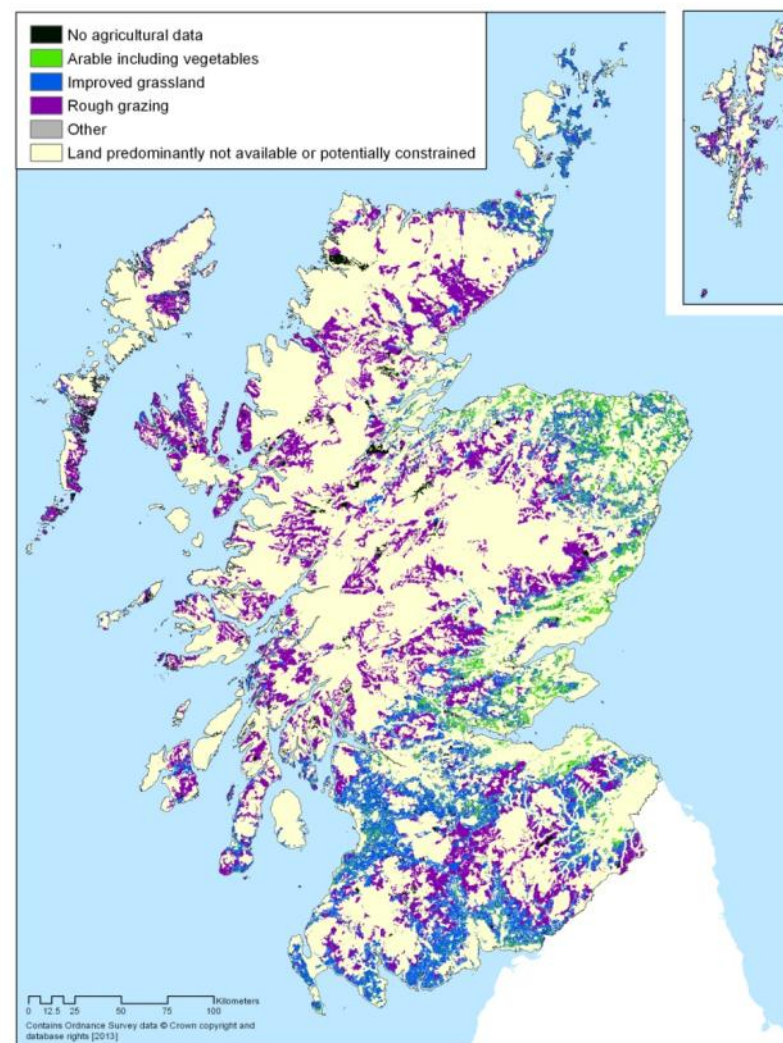 No agricultural data
Arable including vegetables
Improved grassland
Rough grazing
Other
Land predominantly not available or potentially constrained
Kilometers
0 12.5 25 50 75 100
Contains Ordnance Survey data © Crown copyright and
database rights [2013]